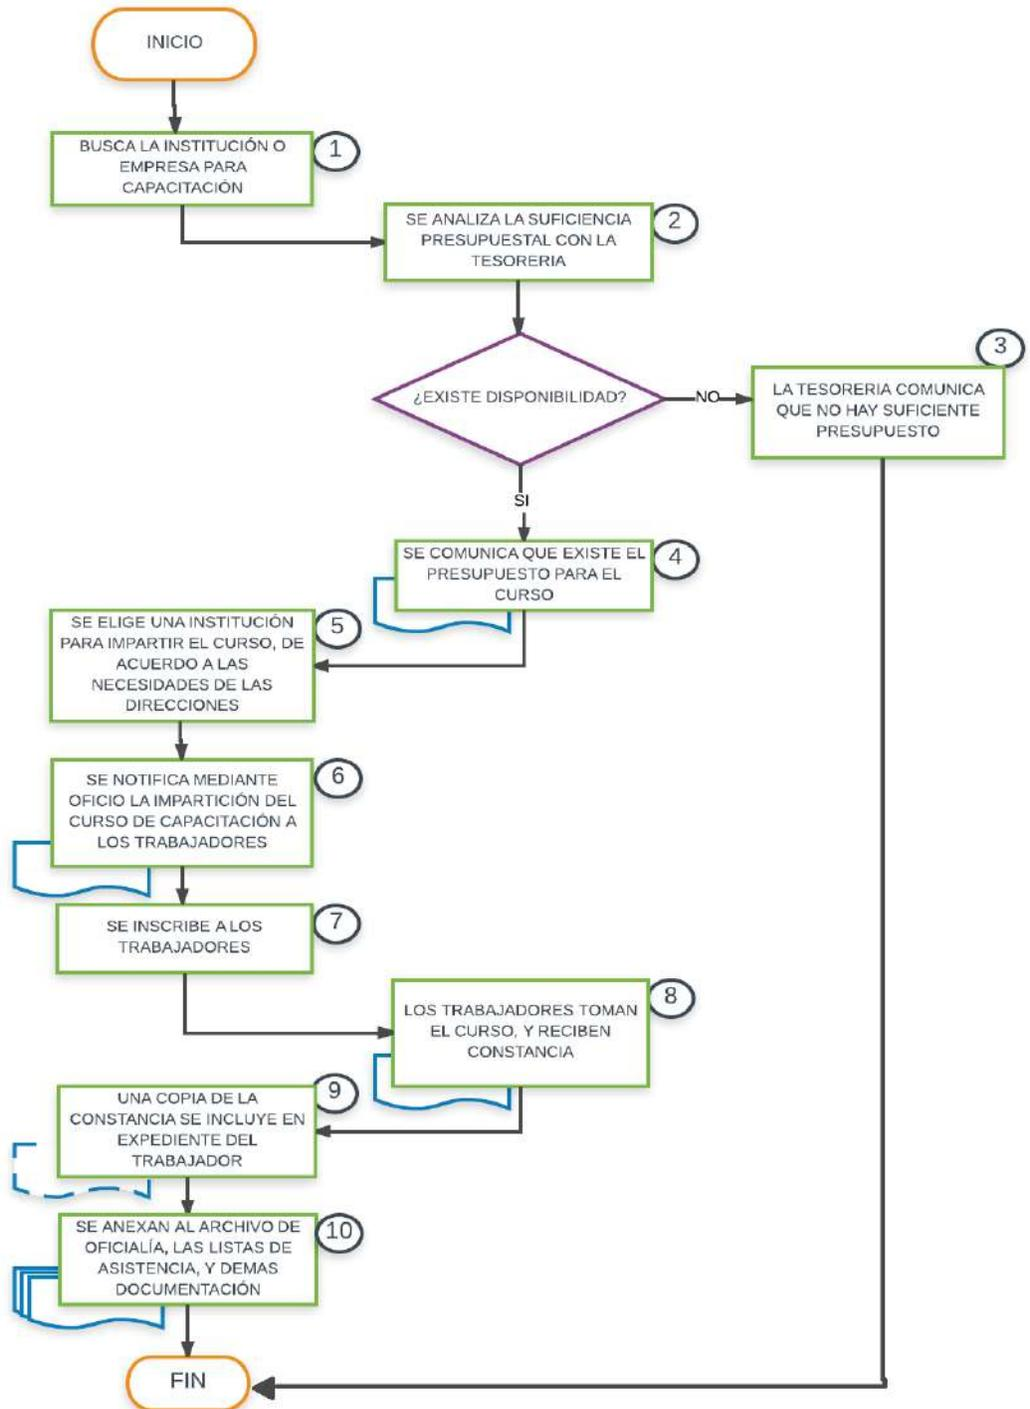 INICIO
BUSCA LA INSTITUCIÓN O
EMPRESA PARA
CAPACITACIÓN
1
SE ANALIZA LA SUFICIENCIA
PRESUPUESTAL CON LA
TESORERIA
2
¿EXISTE DISPONIBILIDAD?
NO
LA TESORERIA COMUNICA
QUE NO HAY SUFICIENTE
PRESUPUESTO
3
SI
SE COMUNICA QUE EXISTE EL
PRESUPUESTO PARA EL
CURSO
4
SE ELIGE UNA INSTITUCIÓN
PARA IMPARTIR EL CURSO, DE
ACUERDO A LAS
NECESIDADES DE LAS
DIRECCIONES
5
SE NOTIFICA MEDIANTE
OFICIO LA IMPARTICIÓN DEL
CURSO DE CAPACITACIÓN A
LOS TRABAJADORES
6
SE INSCRIBE A LOS
TRABAJADORES
7
LOS TRABAJADORES TOMAN
EL CURSO, Y RECIBEN
CONSTANCIA
8
UNA COPIA DE LA
CONSTANCIA SE INCLUYE EN
EXPEDIENTE DEL
TRABAJADOR
9
SE ANEXAN AL ARCHIVO DE
OFICIALÍA, LAS LISTAS DE
ASISTENCIA, Y DEMAS
DOCUMENTACIÓN
10
FIN